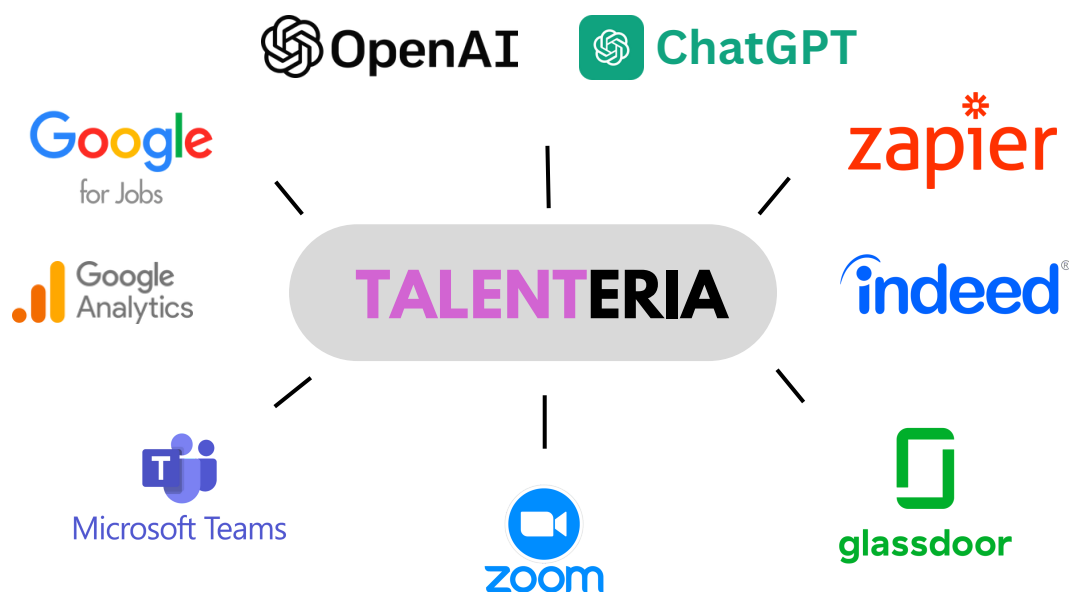 OpenAI ChatGPT
Google
for Jobs
zapier
Google
Analytics
TALENTERIA
indeed®
T
Microsoft Teams
glassdoor
zoom